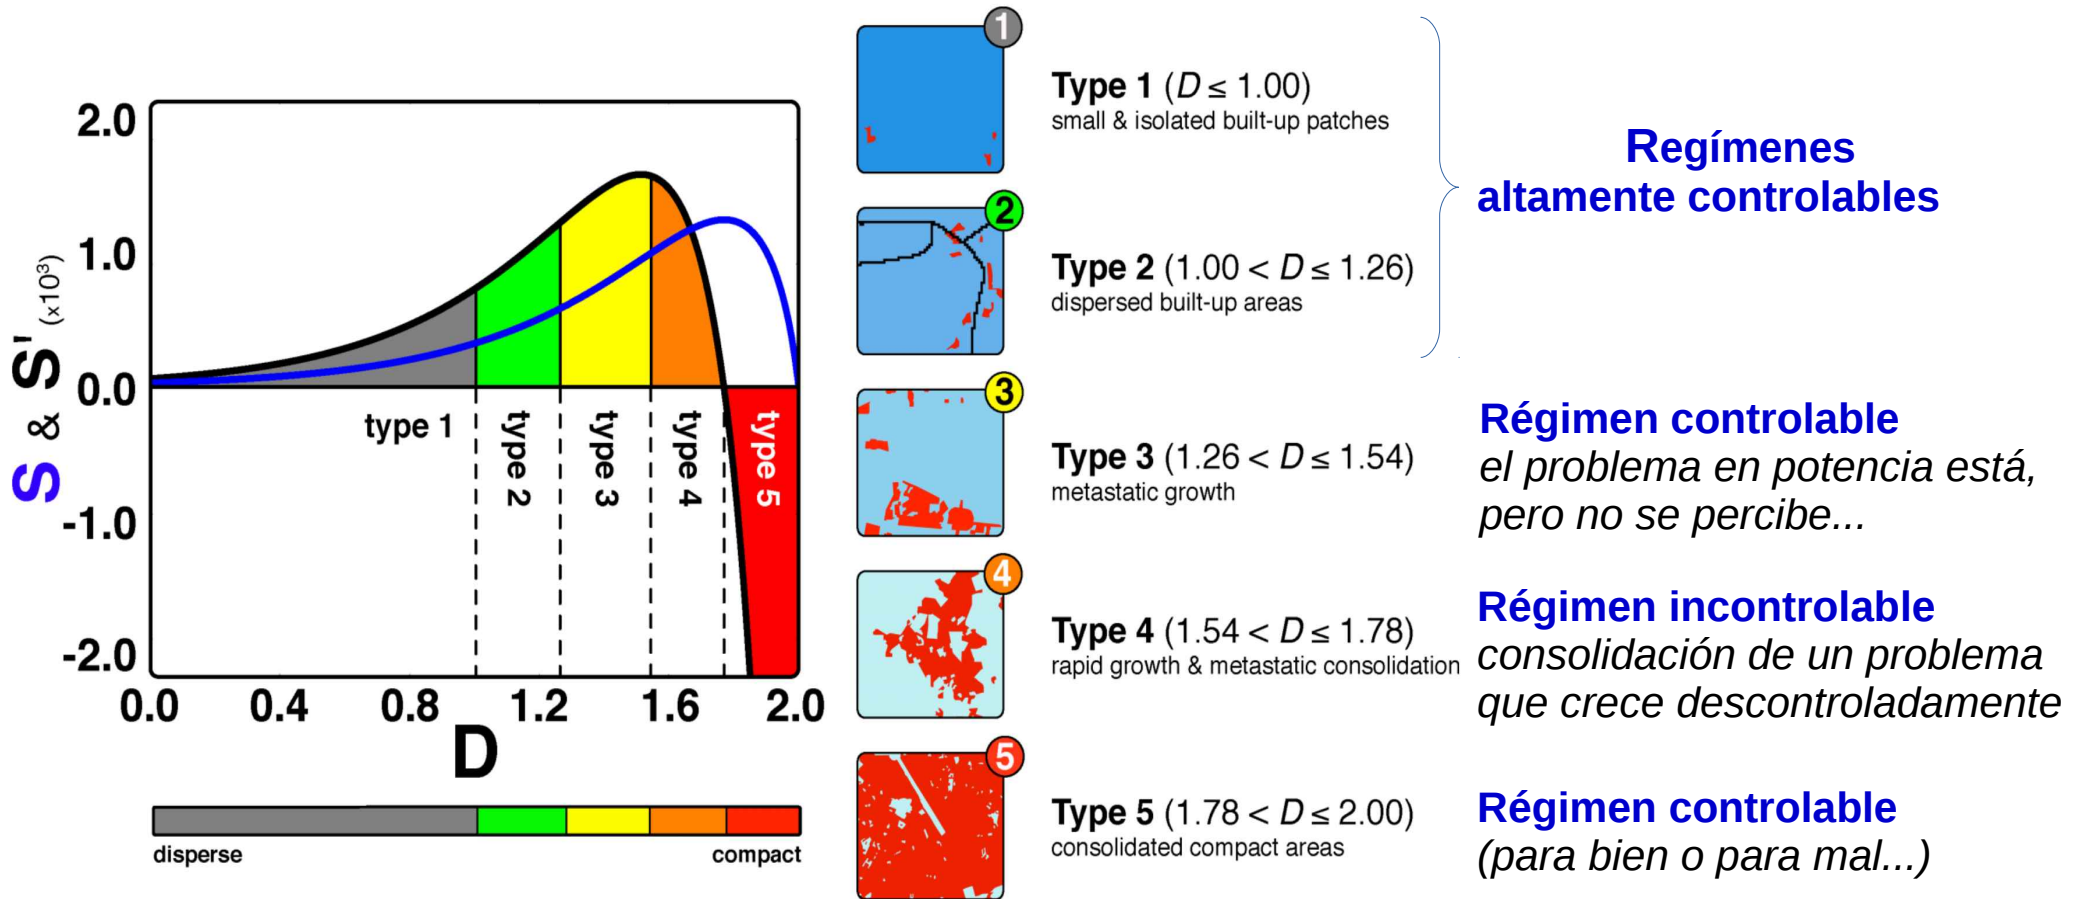 2.0
1.0
0.0
-1.0
-2.0
S & S' (x10³)
type 1
type 2
type 3
type 4
type 5
0.0 0.4 0.8 1.2 1.6 2.0
D
disperse compact
1
Type 1 (D ≤ 1.00)
small & isolated built-up patches
2
Type 2 (1.00 < D ≤ 1.26)
dispersed built-up areas
3
Type 3 (1.26 < D ≤ 1.54)
metastatic growth
4
Type 4 (1.54 < D ≤ 1.78)
rapid growth & metastatic consolidation
5
Type 5 (1.78 < D ≤ 2.00)
consolidated compact areas
Regímenes
altamente controlables
Régimen controlable
el problema en potencia está,
pero no se percibe...
Régimen incontrolable
consolidación de un problema
que crece descontroladamente
Régimen controlable
(para bien o para mal...)